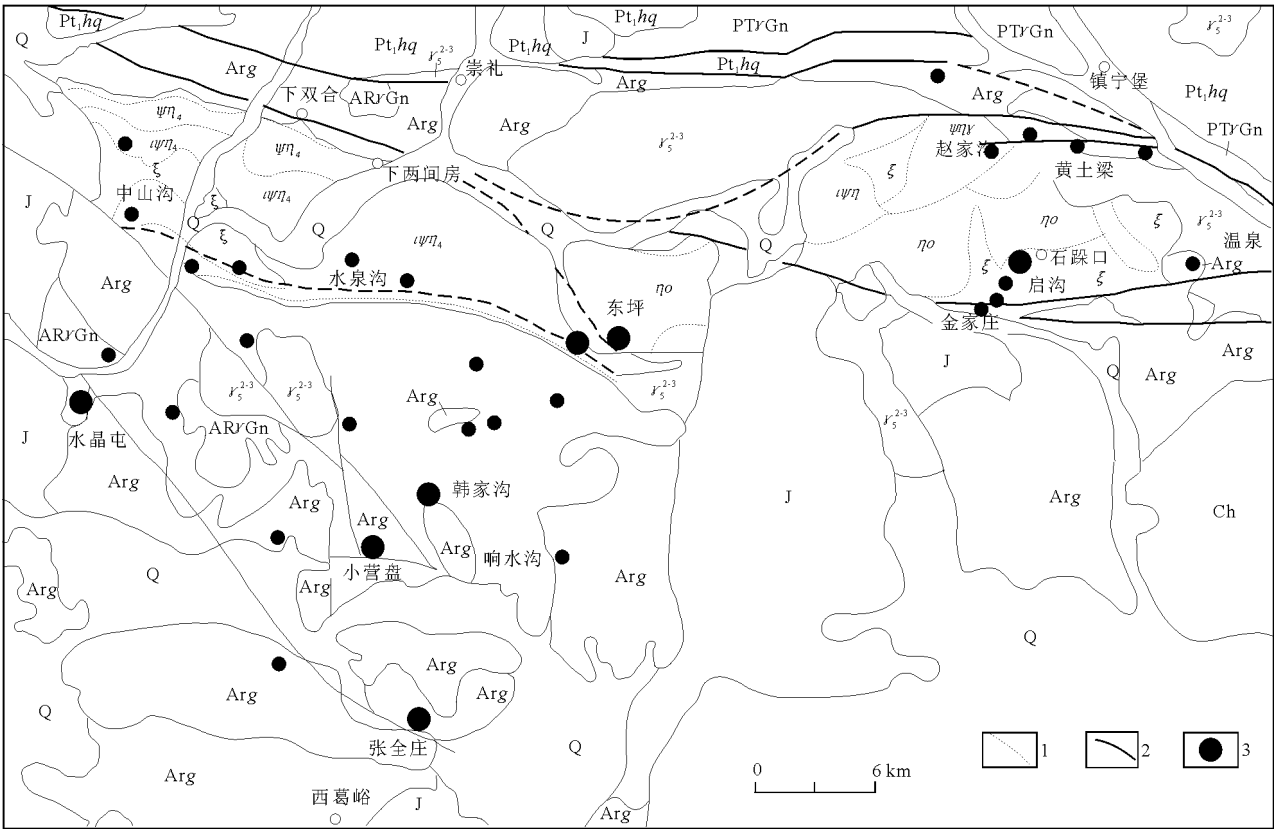 Q
Pt₁hq
Pt₁hq
γ₅²⁻³
Pt₁hq
J
Pt₁hq
PTγGn
PTγGn
γ₅²⁻³
Arg
崇礼
Pt₁hq
镇宁堡
下双合
ARγGn
Arg
Arg
Arg
Arg
Pt₁hq
ψη₄
ιψη₄
ξ
ψη₄
下两间房
γ₅²⁻³
ψηγ
赵家沟
黄土梁
PTγGn
J
中山沟
ξ
ιψη₄
ιψη
ξ
Q
ξ
Q
ιψη₄
Q
Q
ηο
ηο
ξ
γ₅²⁻³
温泉
Arg
水泉沟
ηο
ξ
石跺口
启沟
ξ
Arg
东坪
金家庄
ARγGn
J
Arg
γ₅²⁻³
γ₅²⁻³
Arg
γ₅²⁻³
Q
Arg
水晶屯
ARγGn
γ₅²⁻³
J
Arg
Arg
韩家沟
J
Arg
Ch
Arg
Arg
响水沟
小营盘
Arg
Q
Arg
Arg
Q
Arg
Arg
Arg
Q
张全庄
Q
Arg
西葛峪
J
Arg
0 6 km
1
2
3